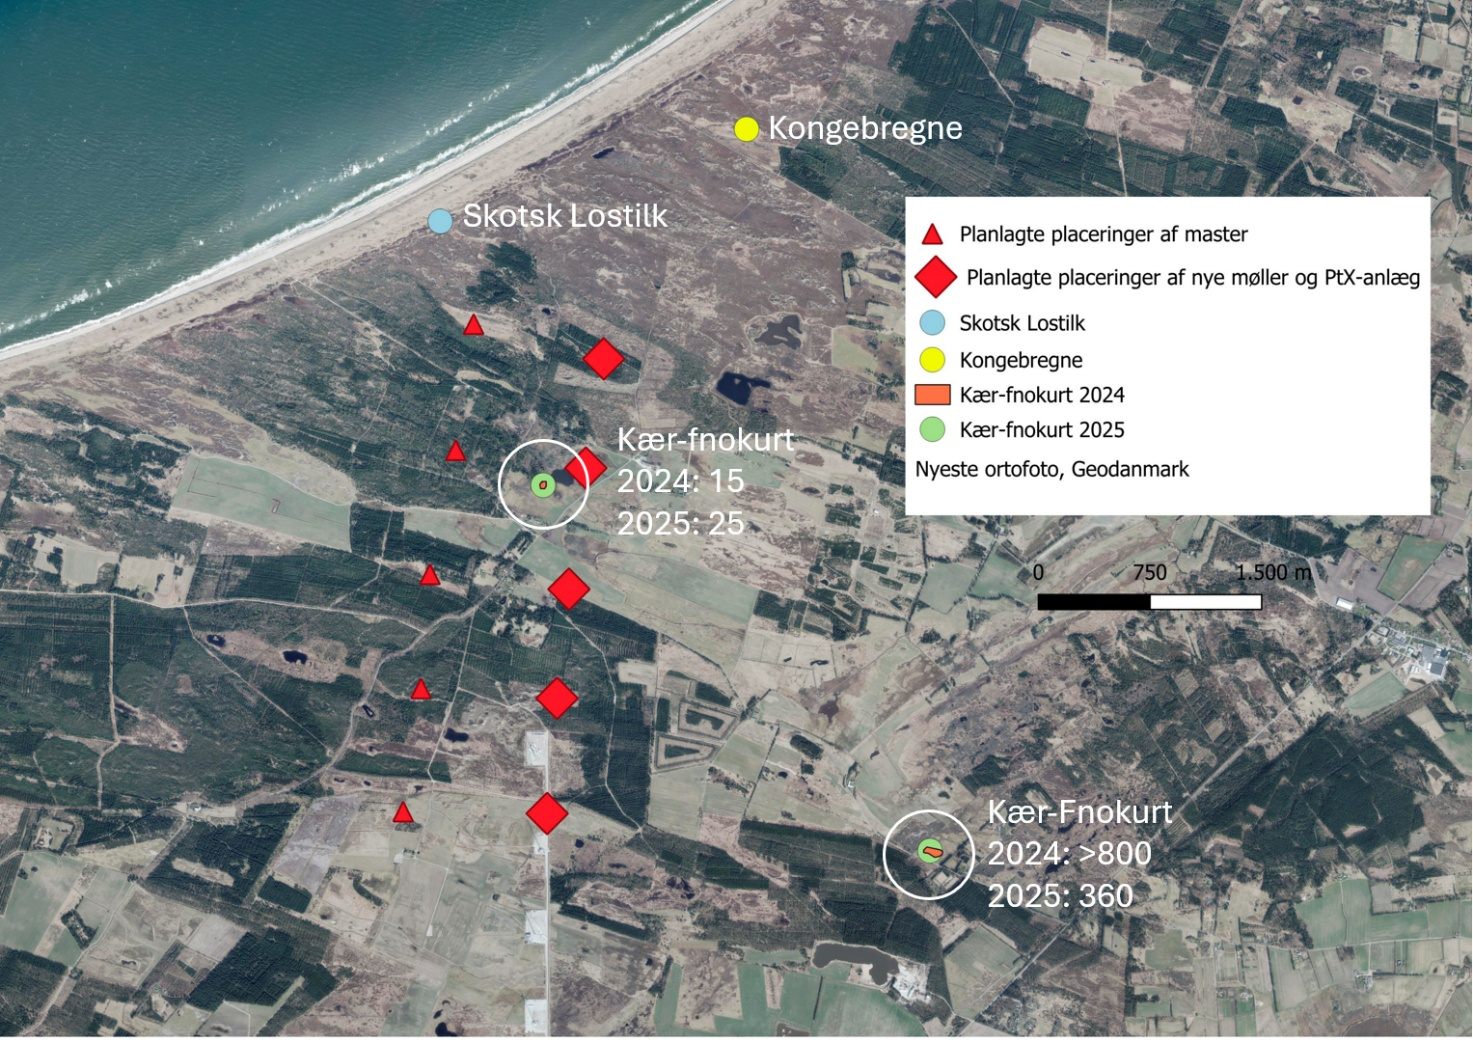 Kongebregne
Skotsk Lostilk
Planlagte placeringer af master
Planlagte placeringer af nye møller og PtX-anlæg
Skotsk Lostilk
Kongebregne
Kær-fnokurt 2024
Kær-fnokurt 2025
Nyeste ortofoto, Geodanmark
Kær-fnokurt
2024: 15
2025: 25
0 750 1.500 m
Kær-Fnokurt
2024: >800
2025: 360